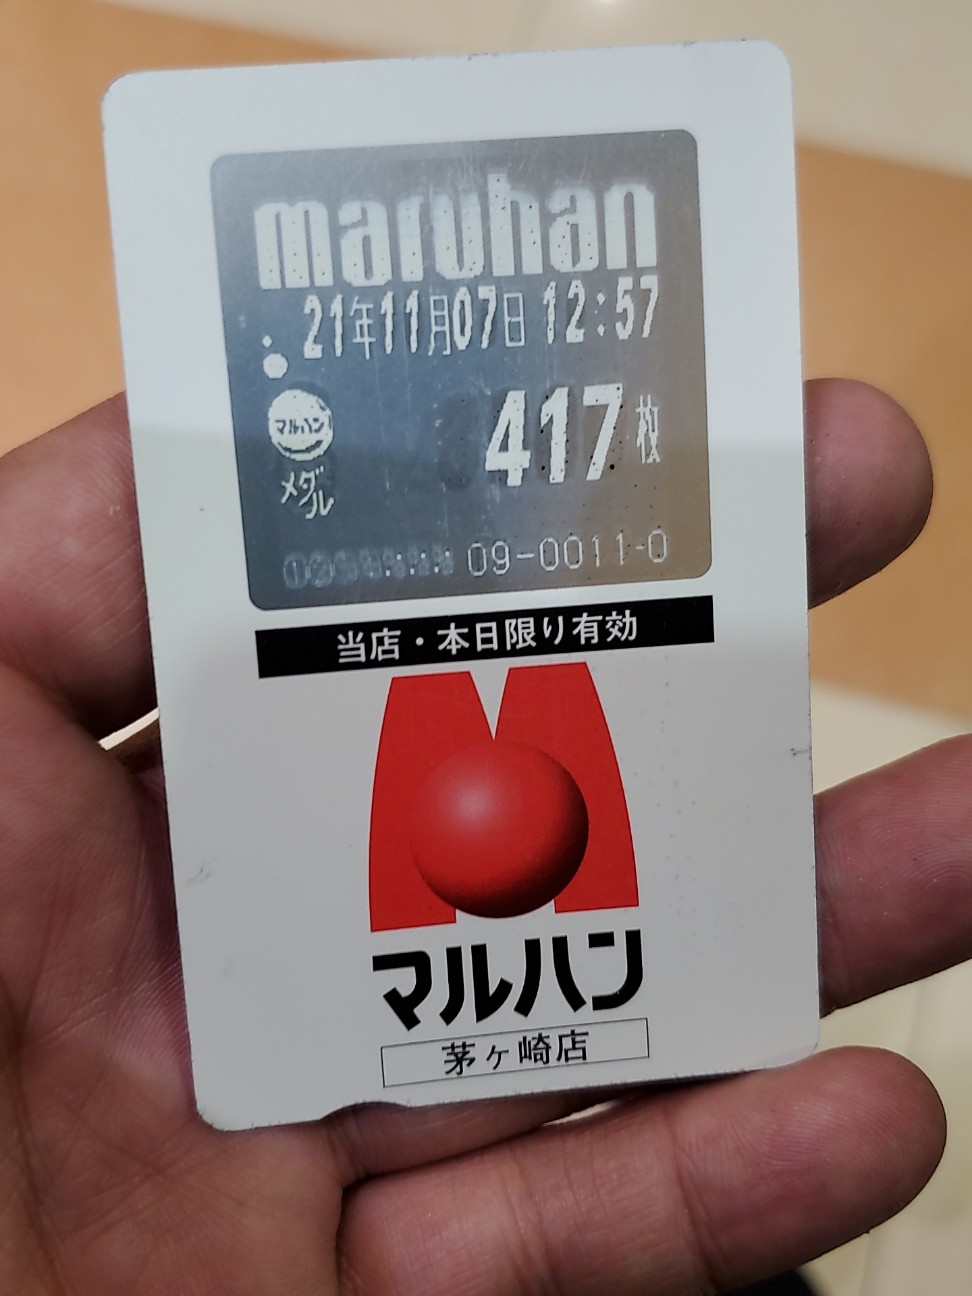 maruhan
21年11月07日 12:57
417枚
マルハン
メダル
09-0011-0
当店・本日限り有効
マルハン
茅ヶ崎店